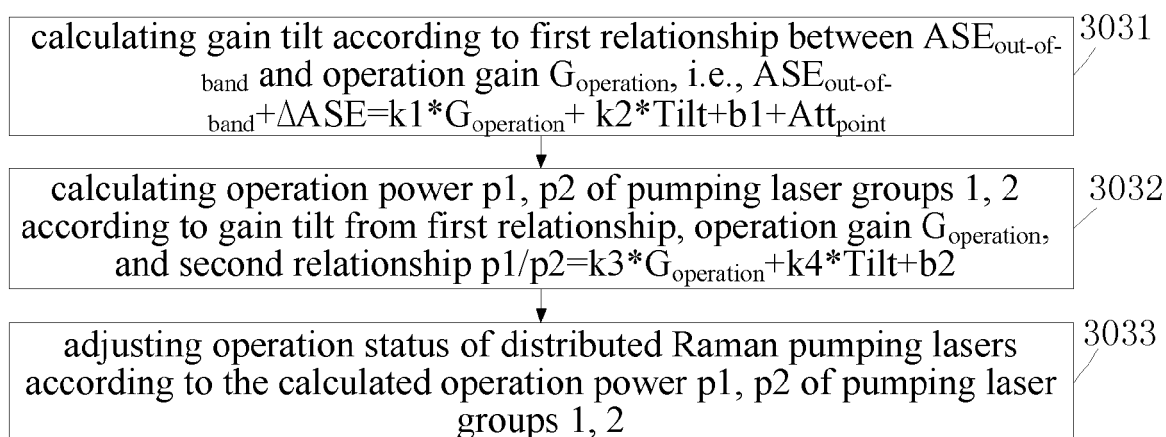 calculating gain tilt according to first relationship between ASEout-of-
band and operation gain Goperation, i.e., ASEout-of-
band+ΔASE=k1*Goperation+ k2*Tilt+b1+Attpoint
3031
calculating operation power p1, p2 of pumping laser groups 1, 2
according to gain tilt from first relationship, operation gain Goperation,
and second relationship p1/p2=k3*Goperation+k4*Tilt+b2
3032
adjusting operation status of distributed Raman pumping lasers
according to the calculated operation power p1, p2 of pumping laser
groups 1, 2
3033